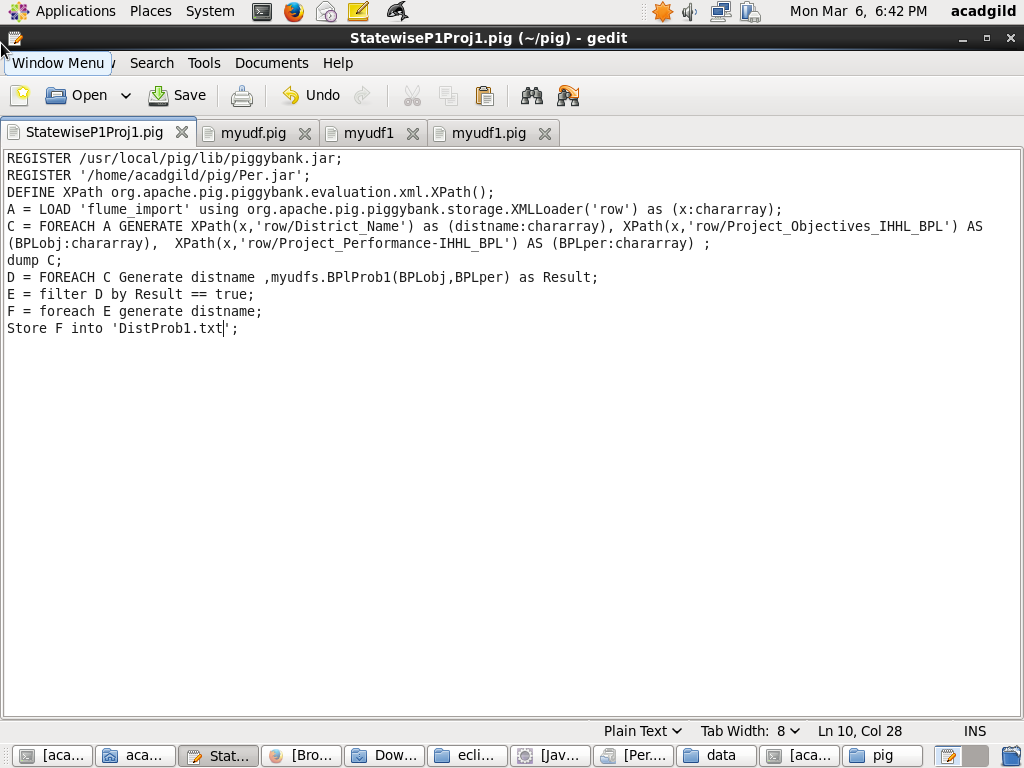 Applications Places System Mon Mar 6, 6:42 PM acadgild
StatewiseP1Proj1.pig (~/pig) - gedit
Window Menu Search Tools Documents Help
Open Save Undo
StatewiseP1Proj1.pig myudf.pig myudf1 myudf1.pig
REGISTER /usr/local/pig/lib/piggybank.jar;
REGISTER '/home/acadgild/pig/Per.jar';
DEFINE XPath org.apache.pig.piggybank.evaluation.xml.XPath();
A = LOAD 'flume_import' using org.apache.pig.piggybank.storage.XMLLoader('row') as (x:chararray);
C = FOREACH A GENERATE XPath(x,'row/District_Name') as (distname:chararray), XPath(x,'row/Project_Objectives_IHHL_BPL') AS
(BPLobj:chararray),  XPath(x,'row/Project_Performance-IHHL_BPL') AS (BPLper:chararray) ;
dump C;
D = FOREACH C Generate distname ,myudfs.BPlProb1(BPLobj,BPLper) as Result;
E = filter D by Result == true;
F = foreach E generate distname;
Store F into 'DistProb1.txt';
Plain Text Tab Width: 8 Ln 10, Col 28 INS
[aca... aca... Stat... [Bro... Dow... ecli... [Jav... [Per.... data [aca... pig